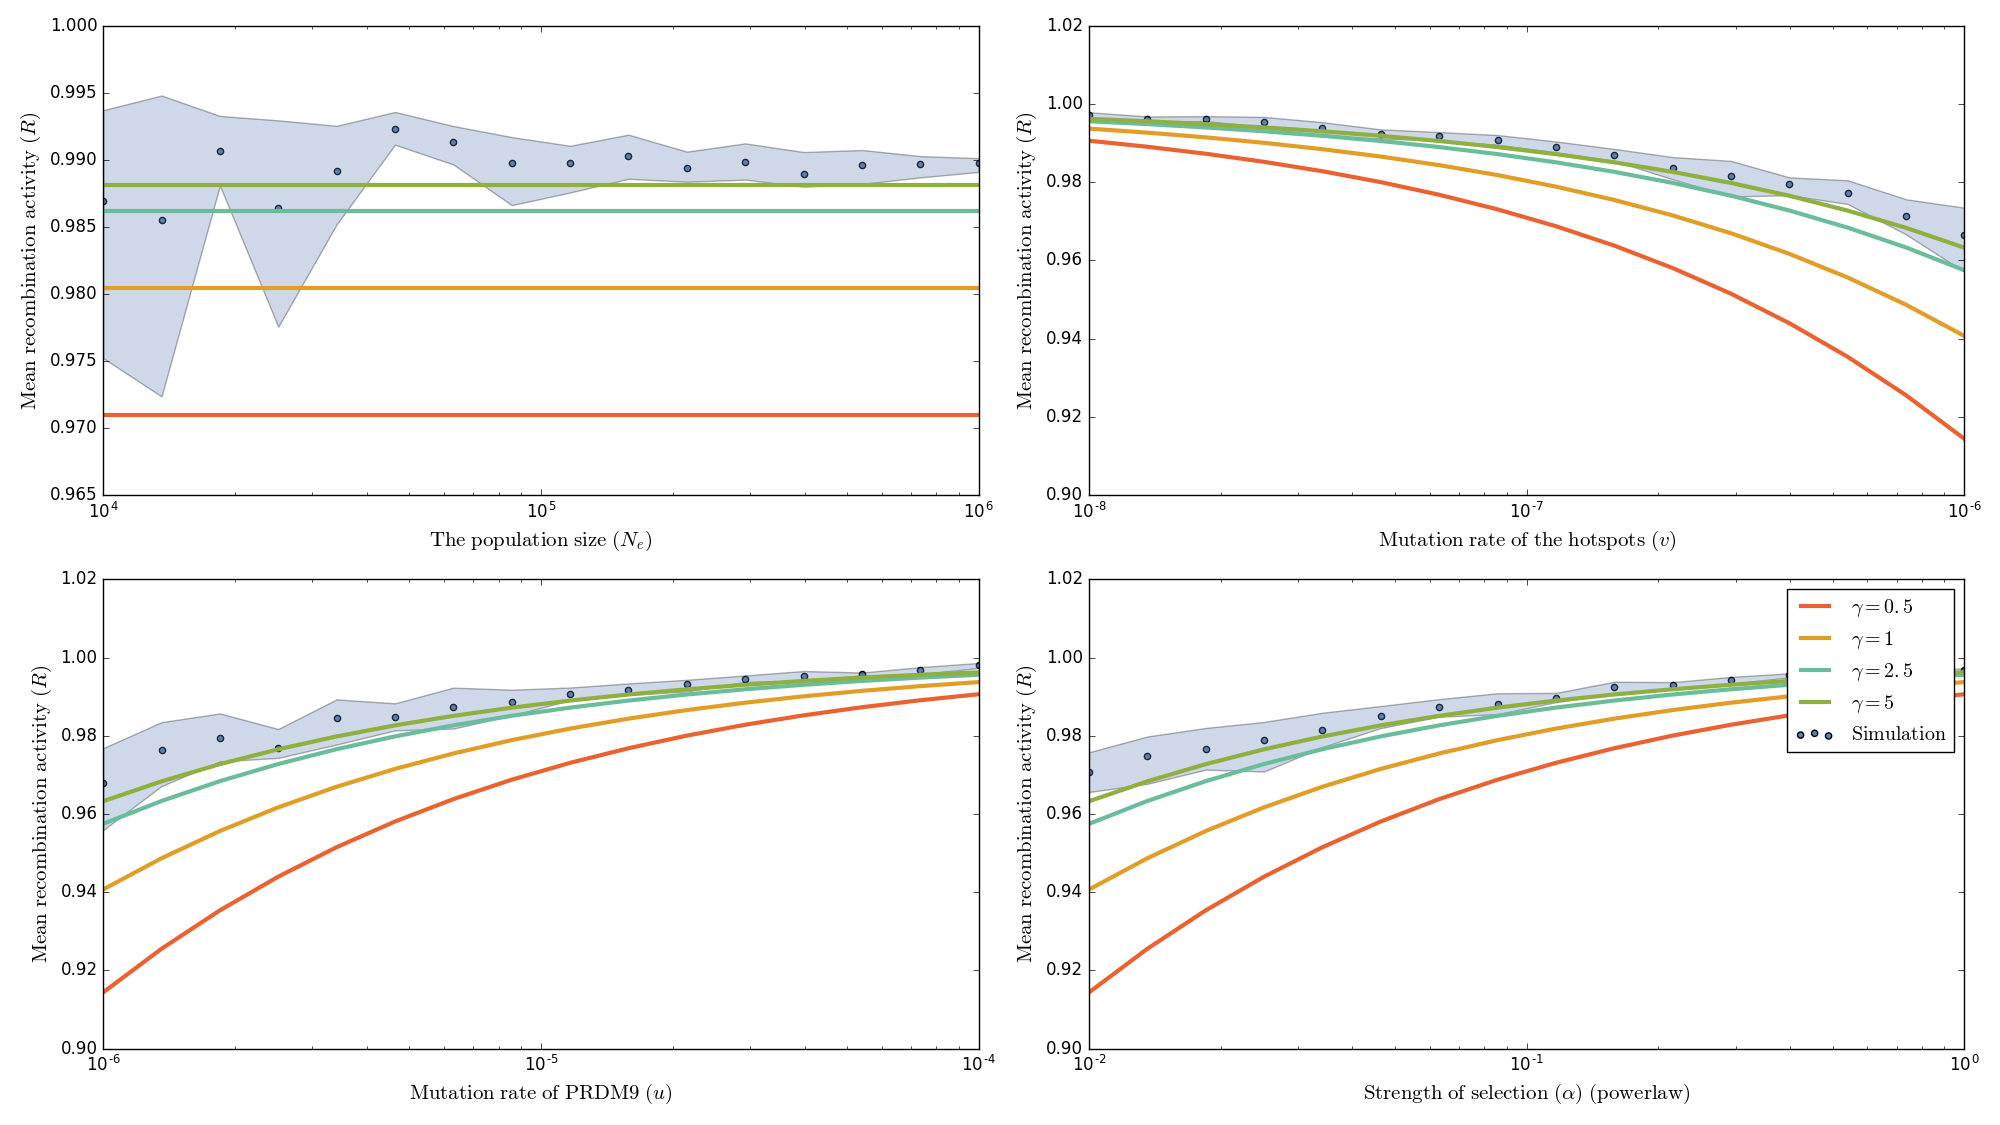 1.000
0.995
0.990
0.985
0.980
0.975
0.970
0.965
Mean recombination activity (R)
10^4 10^5 10^6
The population size (N_e)
1.02
1.00
0.98
0.96
0.94
0.92
0.90
Mean recombination activity (R)
10^-8 10^-7 10^-6
Mutation rate of the hotspots (v)
1.02
1.00
0.98
0.96
0.94
0.92
0.90
Mean recombination activity (R)
10^-6 10^-5 10^-4
Mutation rate of PRDM9 (u)
1.02
1.00
0.98
0.96
0.94
0.92
0.90
Mean recombination activity (R)
γ = 0.5
γ = 1
γ = 2.5
γ = 5
Simulation
10^-2 10^-1 10^0
Strength of selection (α) (powerlaw)